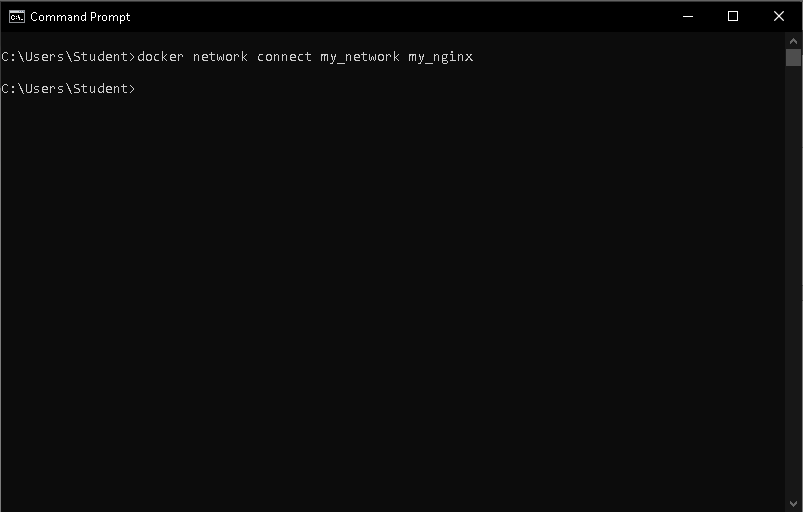 Command Prompt
C:\Users\Student>docker network connect my_network my_nginx
C:\Users\Student>